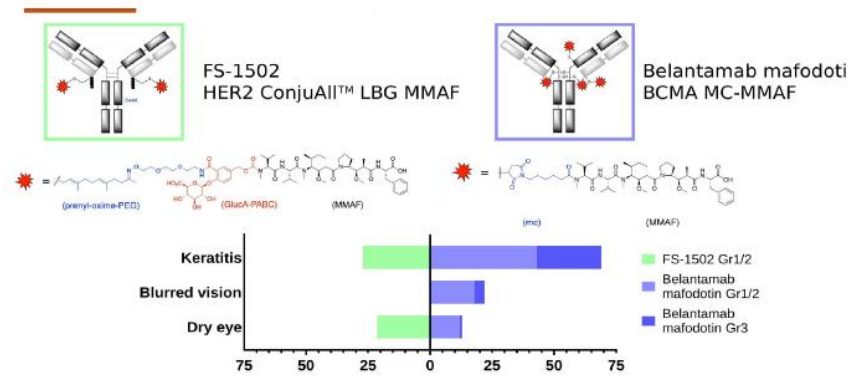 FS-1502
HER2 ConjuAll™ LBG MMAF
Belantamab mafodoti
BCMA MC-MMAF
=
(prenyl-oxime-PEG)
(GlucA-PABC)
(MMAF)
=
(mc)
(MMAF)
Keratitis
Blurred vision
Dry eye
75 50 25 0 25 50 75
FS-1502 Gr1/2
Belantamab
mafodotin Gr1/2
Belantamab
mafodotin Gr3